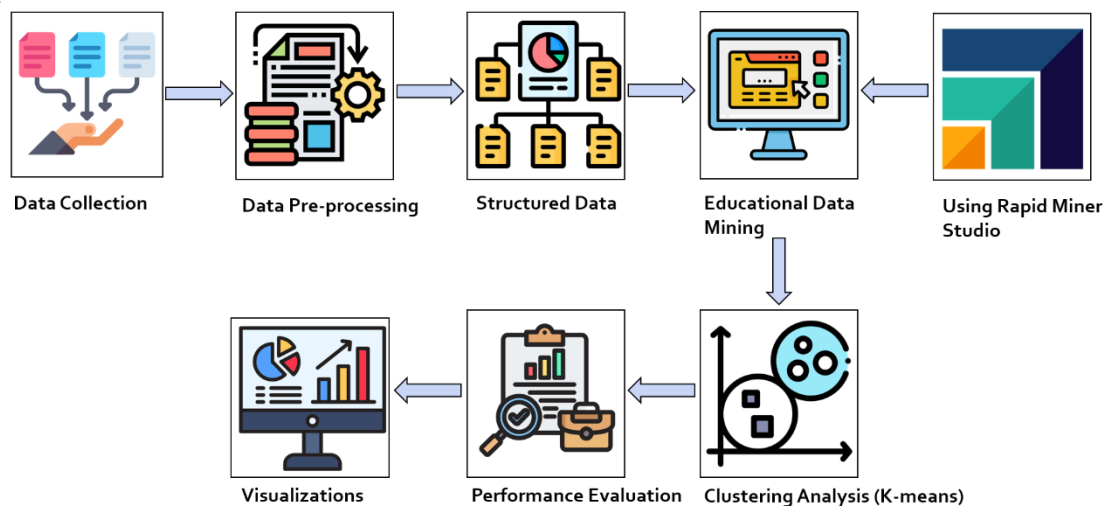 Data Collection
Data Pre-processing
Structured Data
Educational Data
Mining
Using Rapid Miner
Studio
Visualizations
Performance Evaluation
Clustering Analysis (K-means)